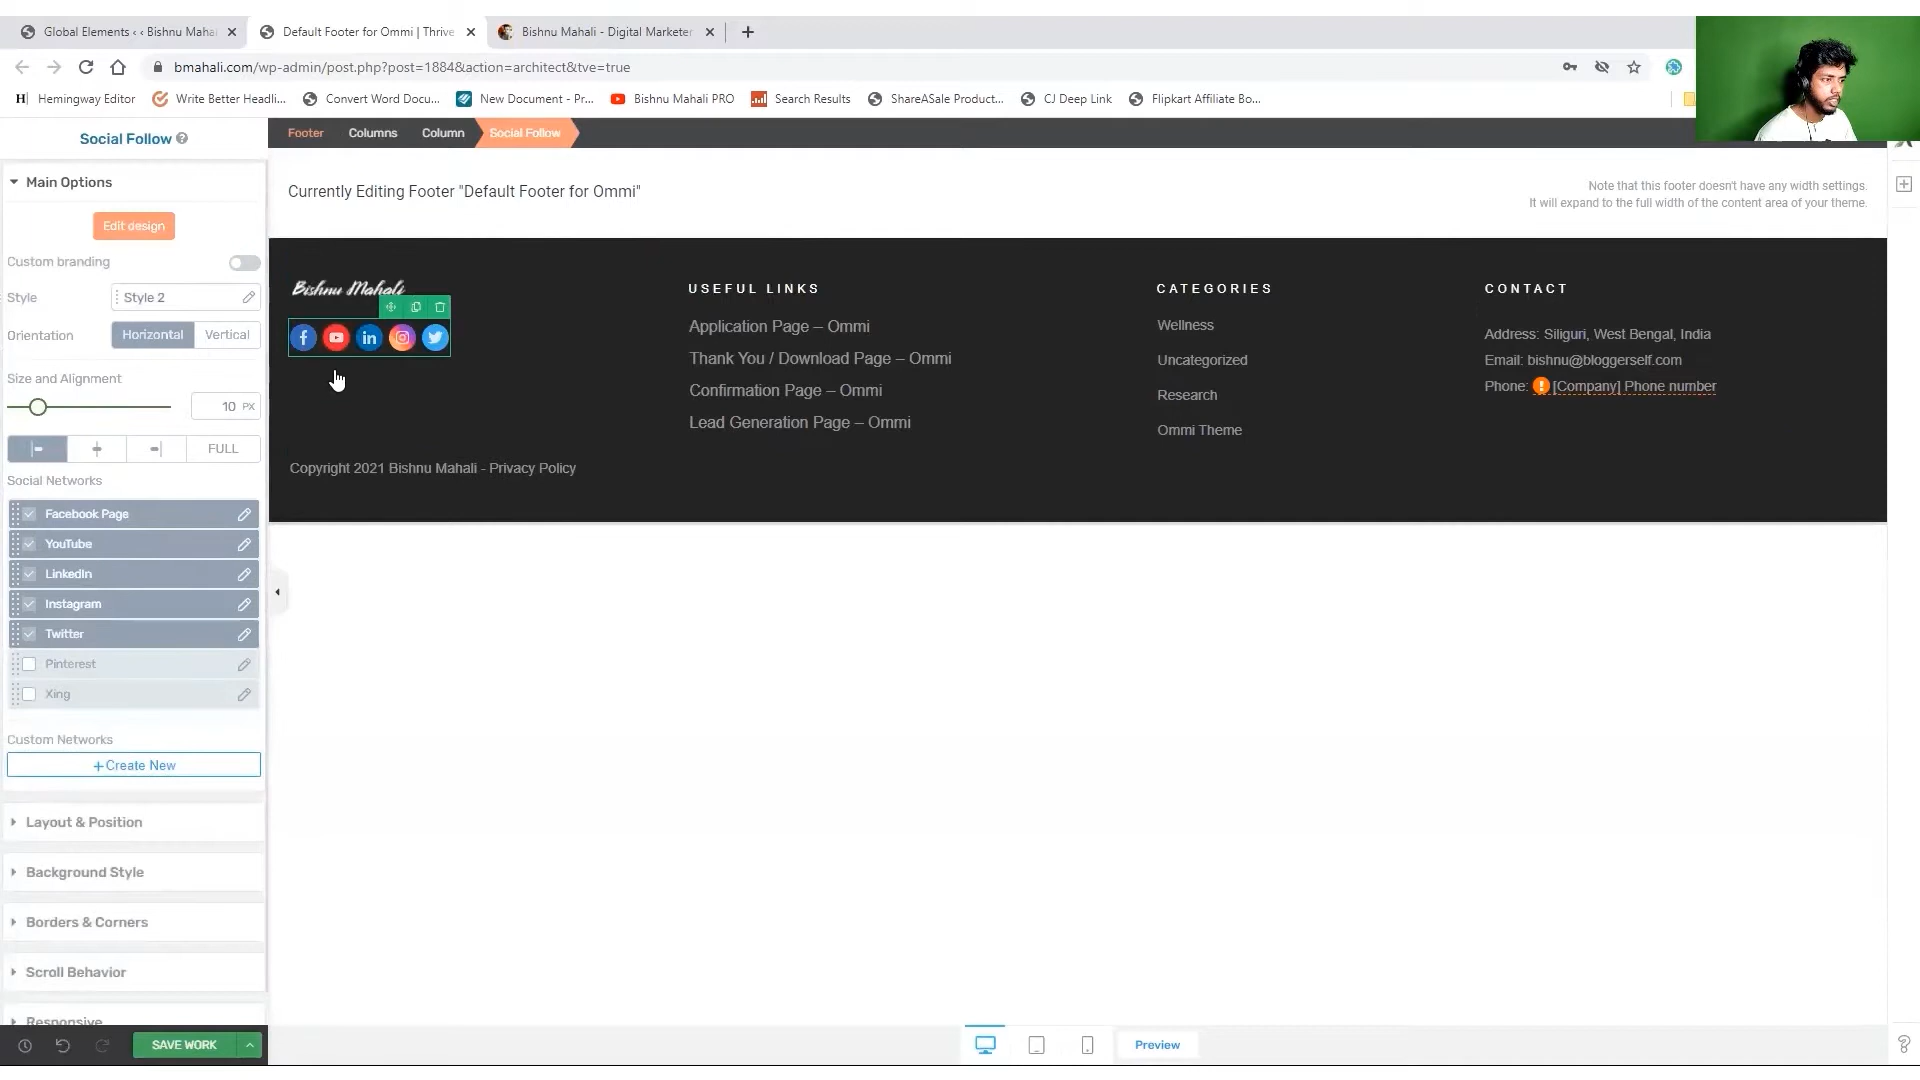 Global Elements ‹ ‹ Bishnu Maha
Default Footer for Ommi | Thrive
Bishnu Mahali - Digital Marketer
bmahali.com/wp-admin/post.php?post=1884&action=architect&tve=true
Hemingway Editor
Write Better Headli...
Convert Word Docu...
New Document - Pr...
Bishnu Mahali PRO
Search Results
ShareASale Product...
CJ Deep Link
Flipkart Affiliate Bo...
Social Follow
Footer
Columns
Column
Social Follow
Main Options
Edit design
Custom branding
Style
Style 2
Orientation
Horizontal
Vertical
Size and Alignment
10 PX
FULL
Social Networks
Facebook Page
YouTube
LinkedIn
Instagram
Twitter
Pinterest
Xing
Custom Networks
+ Create New
Layout & Position
Background Style
Borders & Corners
Scroll Behavior
Responsive
SAVE WORK
Currently Editing Footer "Default Footer for Ommi"
Note that this footer doesn't have any width settings.
It will expand to the full width of the content area of your theme.
Bishnu Mahali
USEFUL LINKS
Application Page – Ommi
Thank You / Download Page – Ommi
Confirmation Page – Ommi
Lead Generation Page – Ommi
CATEGORIES
Wellness
Uncategorized
Research
Ommi Theme
CONTACT
Address: Siliguri, West Bengal, India
Email: bishnu@bloggerself.com
Phone: [Company] Phone number
Copyright 2021 Bishnu Mahali - Privacy Policy
Preview